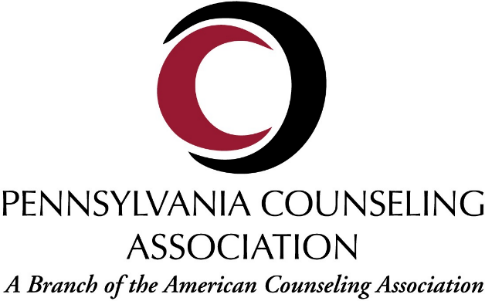 PENNSYLVANIA COUNSELING
ASSOCIATION
A Branch of the American Counseling Association